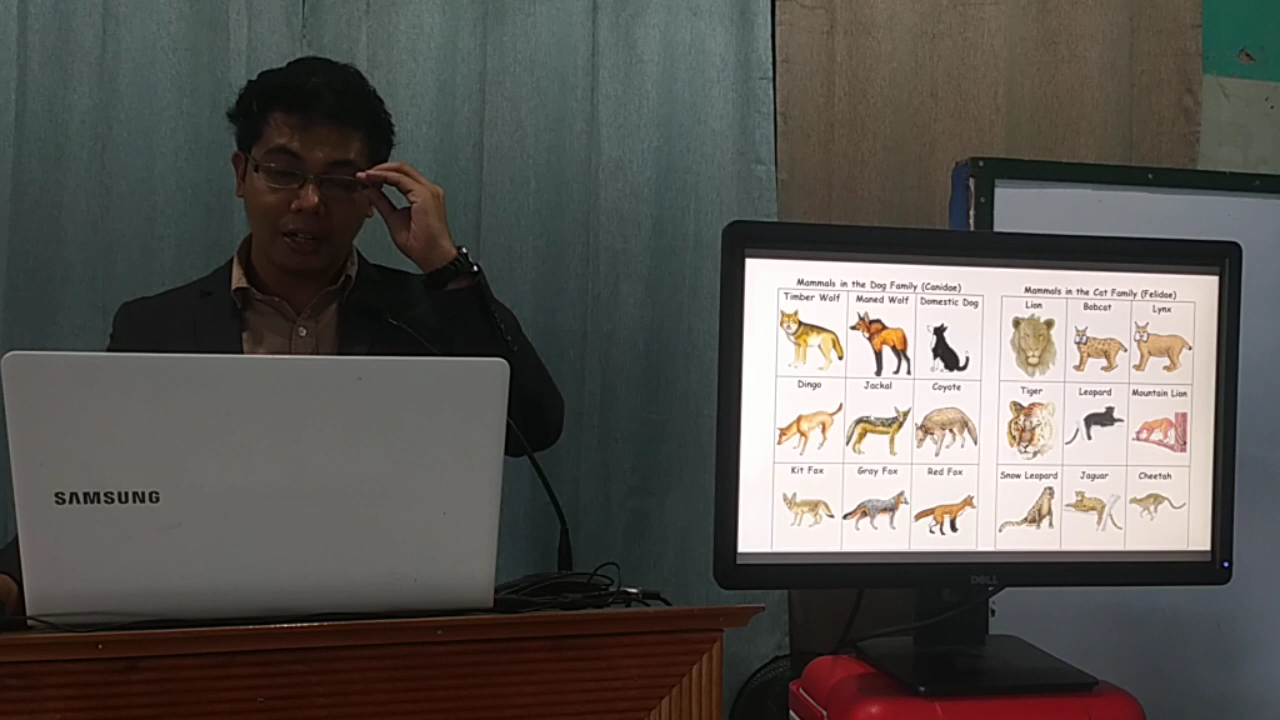 SAMSUNG
Mammals in the Dog Family (Canidae)
Timber Wolf Maned Wolf Domestic Dog
Dingo Jackal Coyote
Kit Fox Gray Fox Red Fox
Mammals in the Cat Family (Felidae)
Lion Bobcat Lynx
Tiger Leopard Mountain Lion
Snow Leopard Jaguar Cheetah
DELL